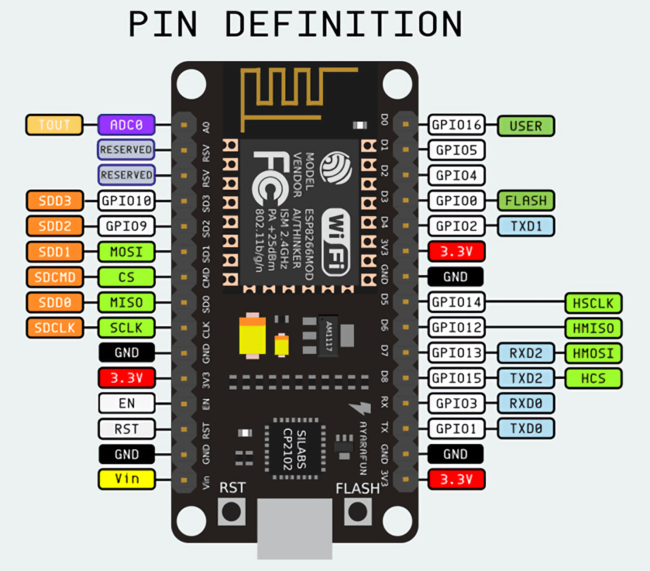 PIN DEFINITION
TOUT ADC0 A0 D0 GPIO16 USER
RESERVED RSV D1 GPIO5
RESERVED RSV D2 GPIO4
SDD3 GPIO10 SD3 D3 GPIO0 FLASH
SDD2 GPIO9 SD2 D4 GPIO2 TXD1
SDD1 MOSI SD1 3V3 3.3V
SDCMD CS CMD GND GND
SDD0 MISO SD0 D5 GPIO14 HSCLK
SDCLK SCLK CLK D6 GPIO12 HMISO
GND GND D7 GPIO13 RXD2 HMOSI
3.3V 3V3 D8 GPIO15 TXD2 HCS
EN EN RX GPIO3 RXD0
RST RST TX GPIO1 TXD0
GND GND GND GND
Vin Vin 3V3 3.3V
MODEL ESP8266MOD
VENDOR AI/THINKER
ISM 2.4GHz
PA +25dBm
802.11b/g/n
FC
Wi Fi
AM1117
SILABS
CP2102
AYARAFUN
RST FLASH